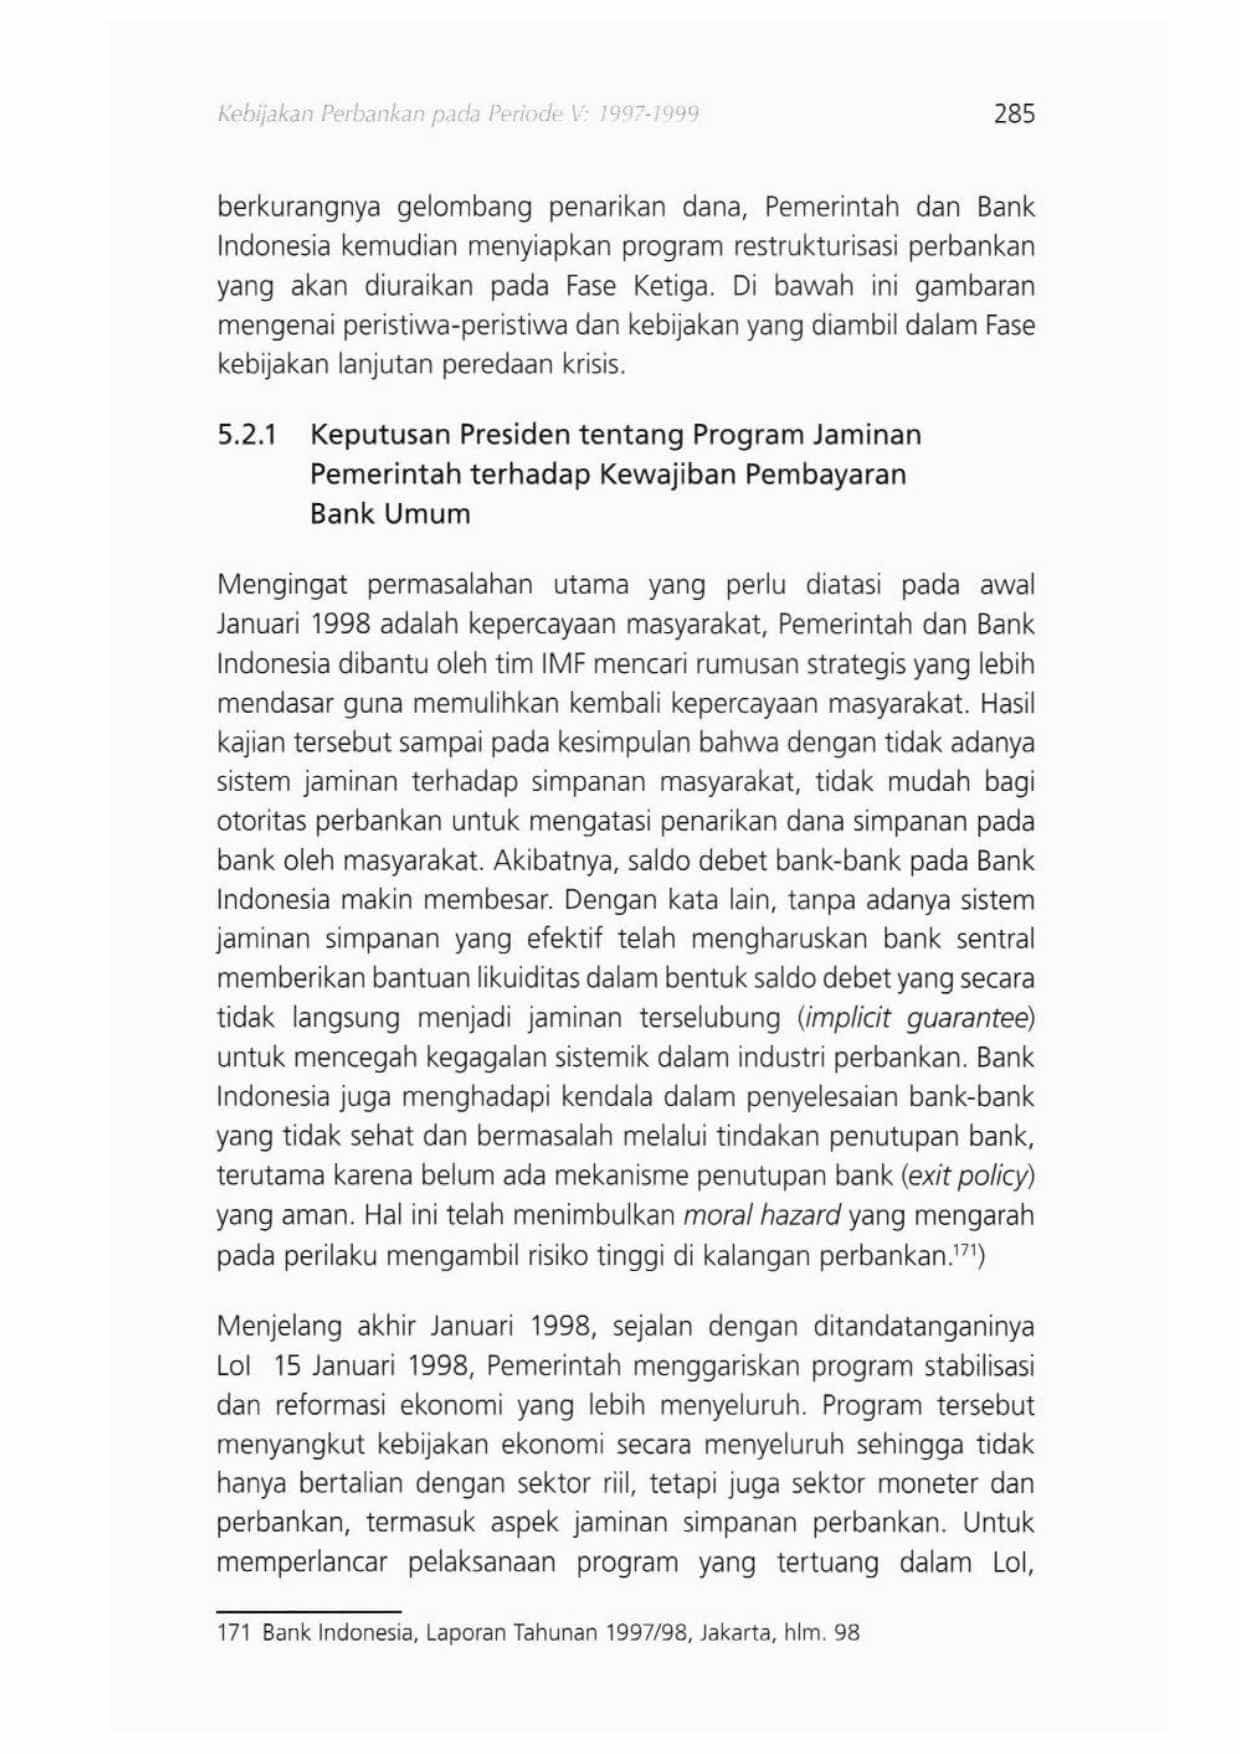 Kebijakan Perbankan pada Periode V: 1997-1999 285
berkurangnya gelombang penarikan dana, Pemerintah dan Bank
Indonesia kemudian menyiapkan program restrukturisasi perbankan
yang akan diuraikan pada Fase Ketiga. Di bawah ini gambaran
mengenai peristiwa-peristiwa dan kebijakan yang diambil dalam Fase
kebijakan lanjutan peredaan krisis.
5.2.1 Keputusan Presiden tentang Program Jaminan
Pemerintah terhadap Kewajiban Pembayaran
Bank Umum
Mengingat permasalahan utama yang perlu diatasi pada awal
Januari 1998 adalah kepercayaan masyarakat, Pemerintah dan Bank
Indonesia dibantu oleh tim IMF mencari rumusan strategis yang lebih
mendasar guna memulihkan kembali kepercayaan masyarakat. Hasil
kajian tersebut sampai pada kesimpulan bahwa dengan tidak adanya
sistem jaminan terhadap simpanan masyarakat, tidak mudah bagi
otoritas perbankan untuk mengatasi penarikan dana simpanan pada
bank oleh masyarakat. Akibatnya, saldo debet bank-bank pada Bank
Indonesia makin membesar. Dengan kata lain, tanpa adanya sistem
jaminan simpanan yang efektif telah mengharuskan bank sentral
memberikan bantuan likuiditas dalam bentuk saldo debet yang secara
tidak langsung menjadi jaminan terselubung (implicit guarantee)
untuk mencegah kegagalan sistemik dalam industri perbankan. Bank
Indonesia juga menghadapi kendala dalam penyelesaian bank-bank
yang tidak sehat dan bermasalah melalui tindakan penutupan bank,
terutama karena belum ada mekanisme penutupan bank (exit policy)
yang aman. Hal ini telah menimbulkan moral hazard yang mengarah
pada perilaku mengambil risiko tinggi di kalangan perbankan.171)
Menjelang akhir Januari 1998, sejalan dengan ditandatanganinya
LoI 15 Januari 1998, Pemerintah menggariskan program stabilisasi
dan reformasi ekonomi yang lebih menyeluruh. Program tersebut
menyangkut kebijakan ekonomi secara menyeluruh sehingga tidak
hanya bertalian dengan sektor riil, tetapi juga sektor moneter dan
perbankan, termasuk aspek jaminan simpanan perbankan. Untuk
memperlancar pelaksanaan program yang tertuang dalam LoI,
171 Bank Indonesia, Laporan Tahunan 1997/98, Jakarta, hlm. 98